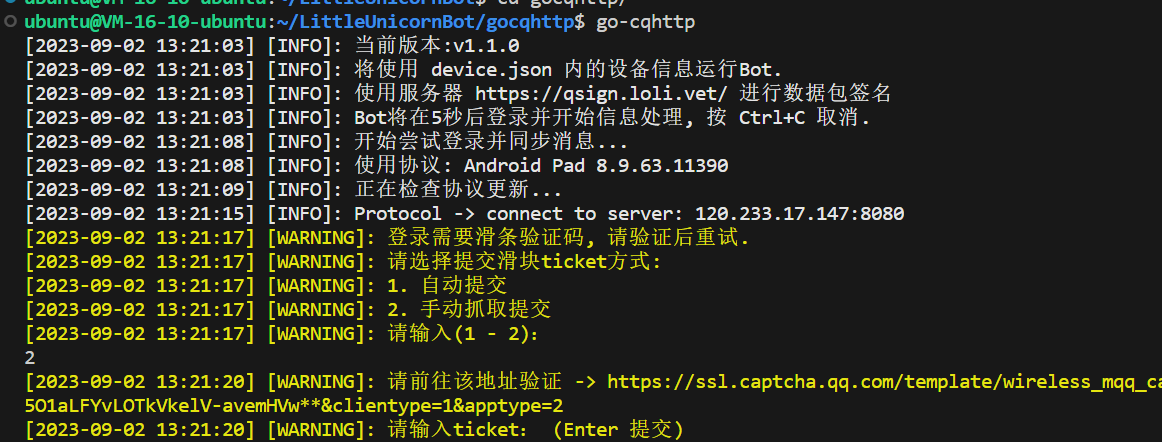 ubuntu@VM-16-10-ubuntu:~/LittleUnicornBot$ cd gocqhttp/
ubuntu@VM-16-10-ubuntu:~/LittleUnicornBot/gocqhttp$ go-cqhttp
[2023-09-02 13:21:03] [INFO]: 当前版本:v1.1.0
[2023-09-02 13:21:03] [INFO]: 将使用 device.json 内的设备信息运行Bot.
[2023-09-02 13:21:03] [INFO]: 使用服务器 https://qsign.loli.vet/ 进行数据包签名
[2023-09-02 13:21:03] [INFO]: Bot将在5秒后登录并开始信息处理, 按 Ctrl+C 取消.
[2023-09-02 13:21:08] [INFO]: 开始尝试登录并同步消息...
[2023-09-02 13:21:08] [INFO]: 使用协议: Android Pad 8.9.63.11390
[2023-09-02 13:21:09] [INFO]: 正在检查协议更新...
[2023-09-02 13:21:15] [INFO]: Protocol -> connect to server: 120.233.17.147:8080
[2023-09-02 13:21:17] [WARNING]: 登录需要滑条验证码, 请验证后重试.
[2023-09-02 13:21:17] [WARNING]: 请选择提交滑块ticket方式:
[2023-09-02 13:21:17] [WARNING]: 1. 自动提交
[2023-09-02 13:21:17] [WARNING]: 2. 手动抓取提交
[2023-09-02 13:21:17] [WARNING]: 请输入(1 - 2)：
2
[2023-09-02 13:21:20] [WARNING]: 请前往该地址验证 -> https://ssl.captcha.qq.com/template/wireless_mqq_ca
5O1aLFYvLOTkVkelV-avemHVw**&clientype=1&apptype=2
[2023-09-02 13:21:20] [WARNING]: 请输入ticket： (Enter 提交)